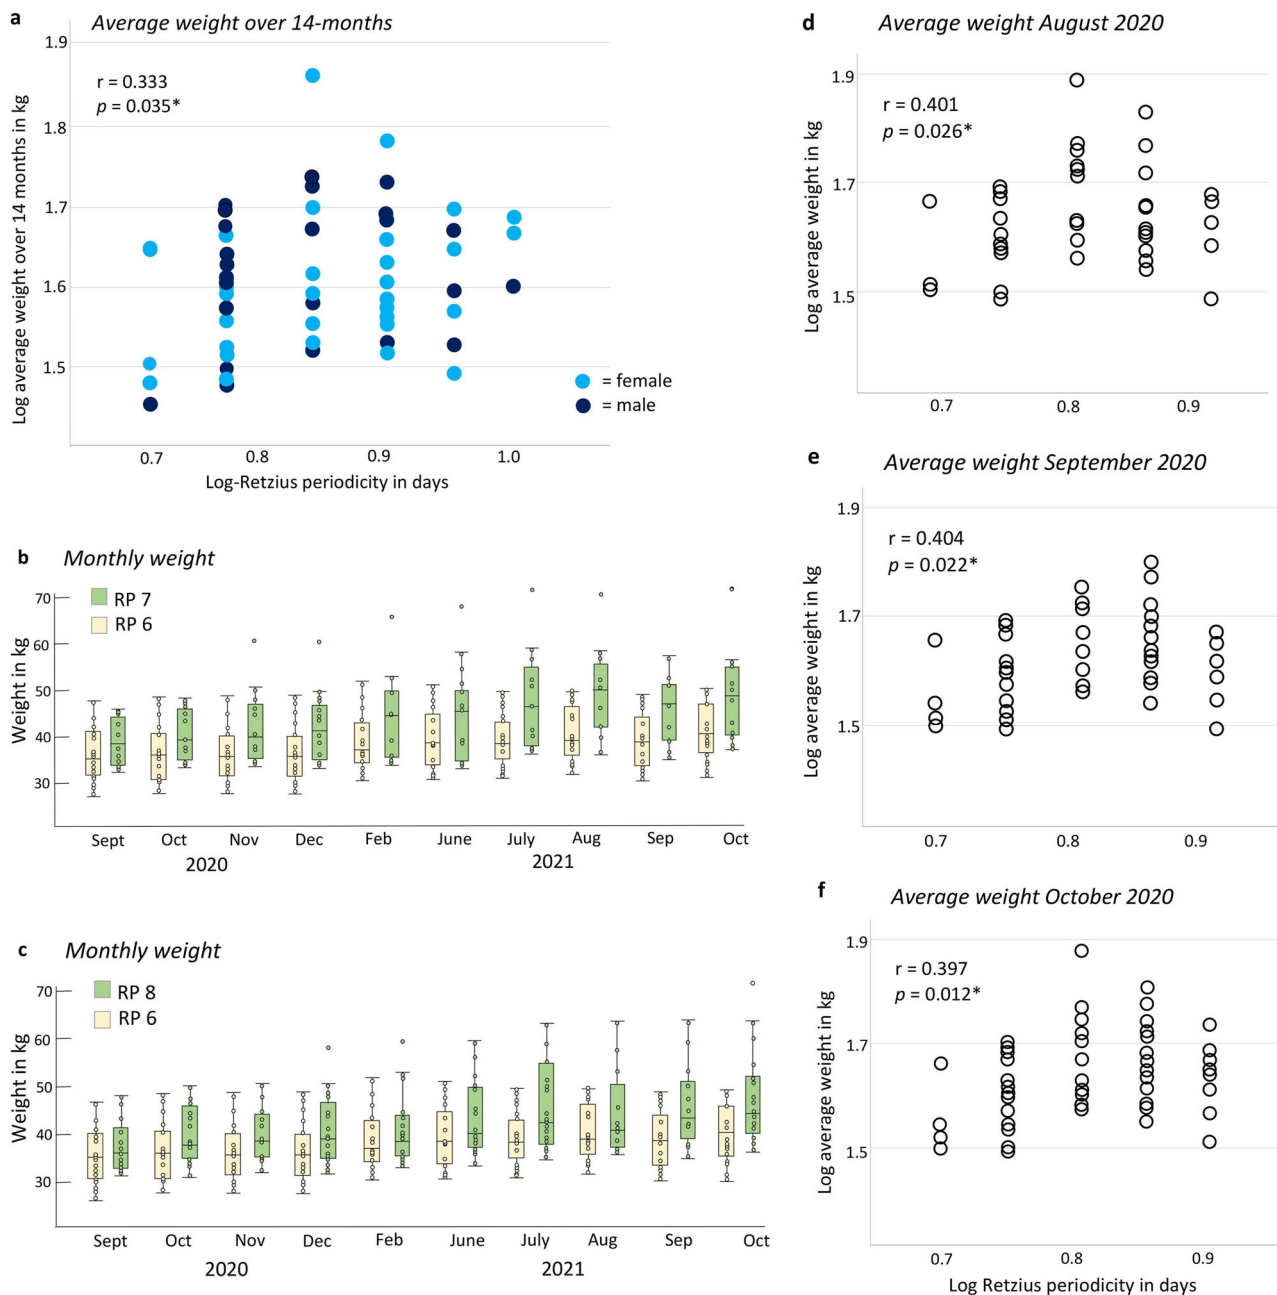 a
Average weight over 14-months
1.9
1.8
1.7
1.6
1.5
Log average weight over 14 months in kg
r = 0.333
p = 0.035*
= female
= male
0.7 0.8 0.9 1.0
Log-Retzius periodicity in days
b
Monthly weight
RP 7
RP 6
70
60
50
40
30
Weight in kg
Sept Oct Nov Dec Feb June July Aug Sep Oct
2020 2021
c
Monthly weight
RP 8
RP 6
70
60
50
40
30
Weight in kg
Sept Oct Nov Dec Feb June July Aug Sep Oct
2020 2021
d
Average weight August 2020
1.9
1.7
1.5
Log average weight in kg
r = 0.401
p = 0.026*
0.7 0.8 0.9
e
Average weight September 2020
1.9
1.7
1.5
Log average weight in kg
r = 0.404
p = 0.022*
0.7 0.8 0.9
f
Average weight October 2020
1.9
1.7
1.5
Log average weight in kg
r = 0.397
p = 0.012*
0.7 0.8 0.9
Log Retzius periodicity in days